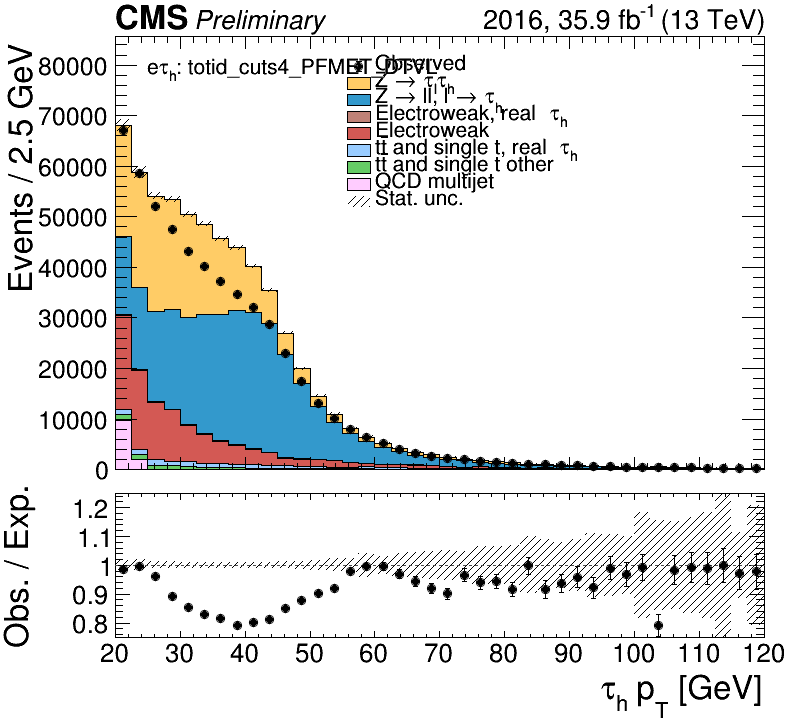 CMS Preliminary 2016, 35.9 fb⁻¹ (13 TeV)
Events / 2.5 GeV
80000
70000
60000
50000
40000
30000
20000
10000
0
eτh: totid_cuts4_PFMET_DTVL
Observed
Z → τlτh
Z → ll, l → τh
Electroweak, real τh
Electroweak
tt and single t, real τh
tt and single t other
QCD multijet
Stat. unc.
Obs. / Exp.
1.2
1.1
1
0.9
0.8
20 30 40 50 60 70 80 90 100 110 120
τh pT [GeV]